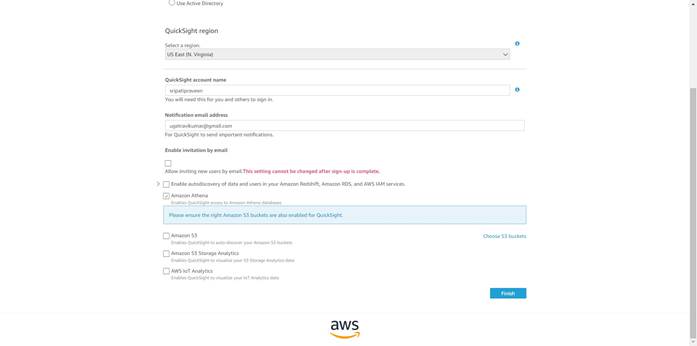 Use Active Directory
QuickSight region
Select a region.
US East (N. Virginia)
QuickSight account name
sripatipraveen
You will need this for you and others to sign in.
Notification email address
ugetravikumar@gmail.com
For QuickSight to send important notifications.
Enable invitation by email
Allow inviting new users by email.This setting cannot be changed after sign-up is complete.
Enable autodiscovery of data and users in your Amazon Redshift, Amazon RDS, and AWS IAM services.
Amazon Athena
Enables QuickSight access to Amazon Athena databases
Please ensure the right Amazon S3 buckets are also enabled for QuickSight.
Amazon S3
Choose S3 buckets
Enables QuickSight to auto-discover your Amazon S3 buckets
Amazon S3 Storage Analytics
Enables QuickSight to visualize your S3 Storage Analytics data
AWS IoT Analytics
Enables QuickSight to visualize your IoT Analytics data
Finish
aws